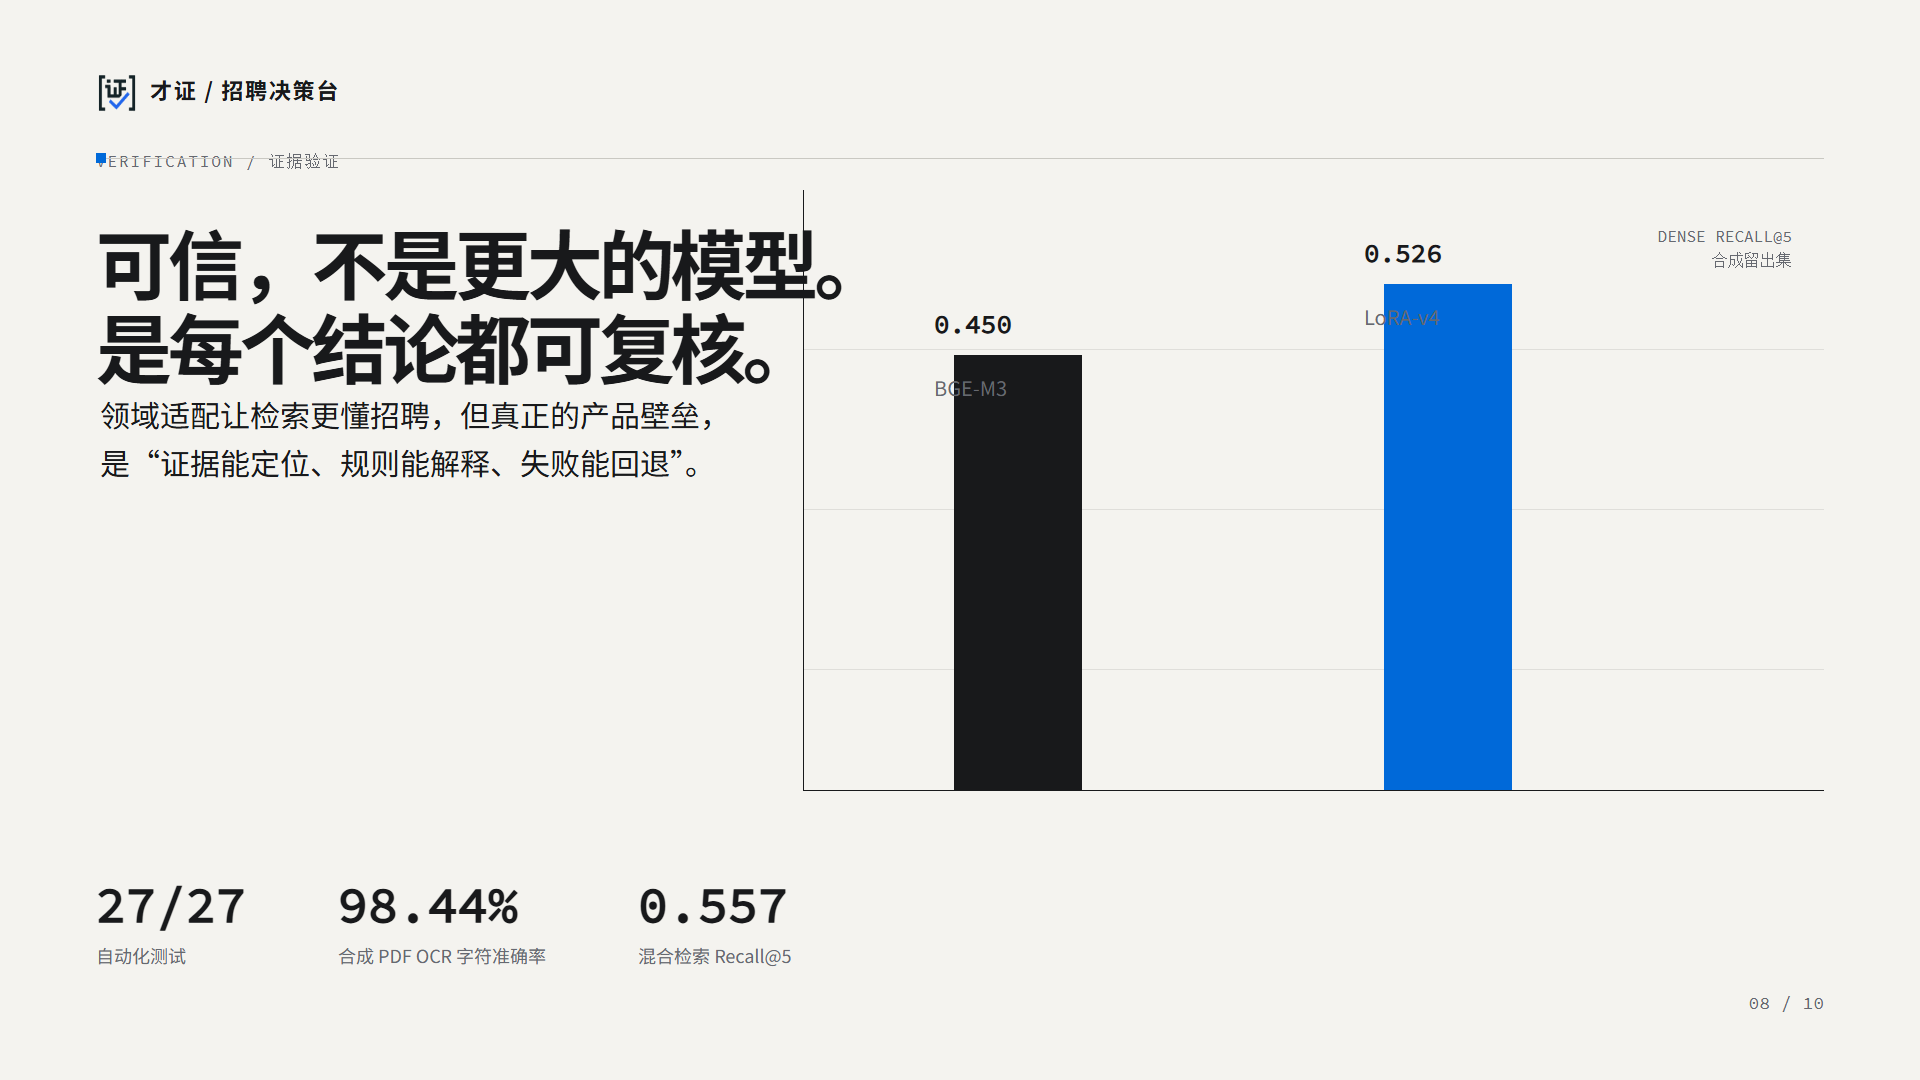 证
才证 / 招聘决策台
VERIFICATION / 证据验证
可信，不是更大的模型。
是每个结论都可复核。
领域适配让检索更懂招聘，但真正的产品壁垒，
是“证据能定位、规则能解释、失败能回退”。
DENSE RECALL@5
合成留出集
0.450
BGE-M3
0.526
LoRA-v4
27/27
自动化测试
98.44%
合成 PDF OCR 字符准确率
0.557
混合检索 Recall@5
08 / 10